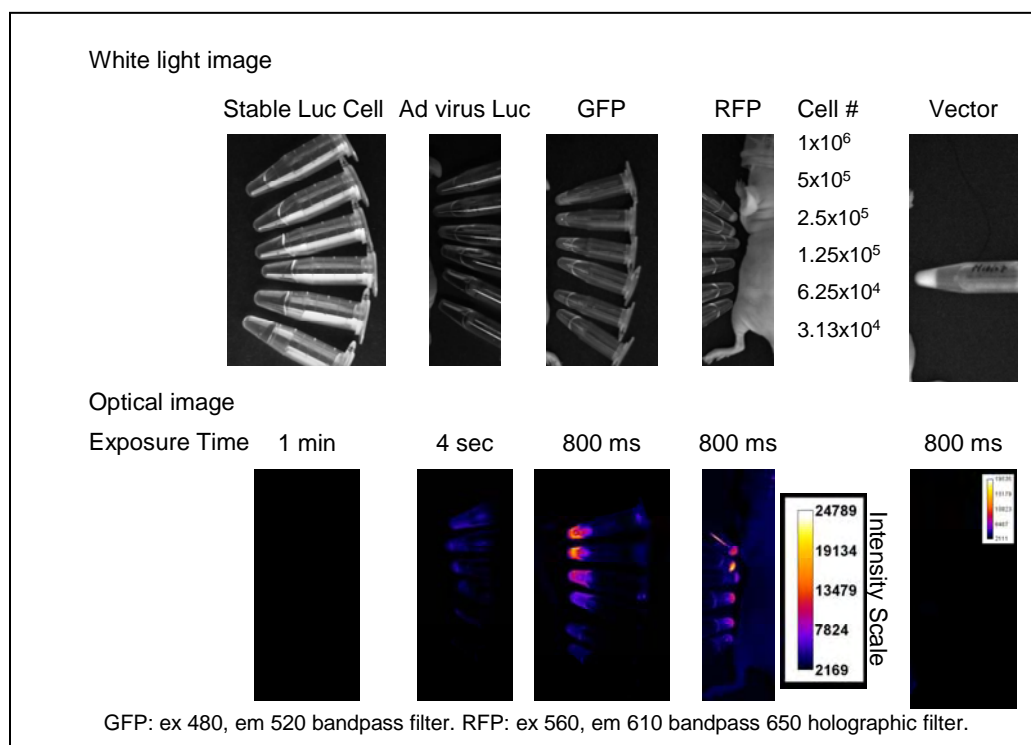 White light image
Stable Luc Cell Ad virus Luc GFP RFP Cell # Vector
1x10⁶
5x10⁵
2.5x10⁵
1.25x10⁵
6.25x10⁴
3.13x10⁴
Optical image
Exposure Time 1 min 4 sec 800 ms 800 ms 800 ms
24789
19134
13479
7824
2169
Intensity Scale
GFP: ex 480, em 520 bandpass filter. RFP: ex 560, em 610 bandpass 650 holographic filter.